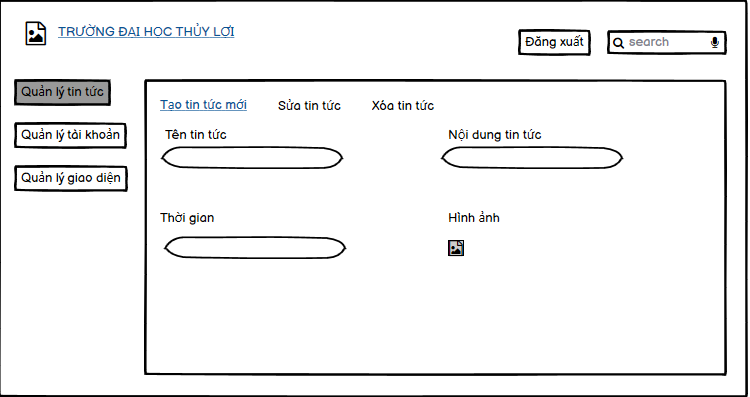 TRƯỜNG ĐẠI HỌC THỦY LỢI
Đăng xuất
search
Quản lý tin tức
Quản lý tài khoản
Quản lý giao diện
Tạo tin tức mới
Sửa tin tức
Xóa tin tức
Tên tin tức
Nội dung tin tức
Thời gian
Hình ảnh